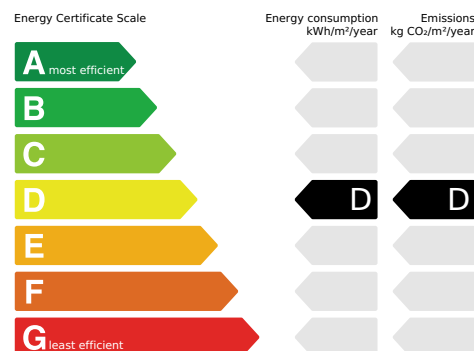 Energy Certificate Scale
Energy consumption
kWh/m²/year
Emissions
kg CO₂/m²/year
A most efficient
B
C
D
D
D
E
F
G least efficient